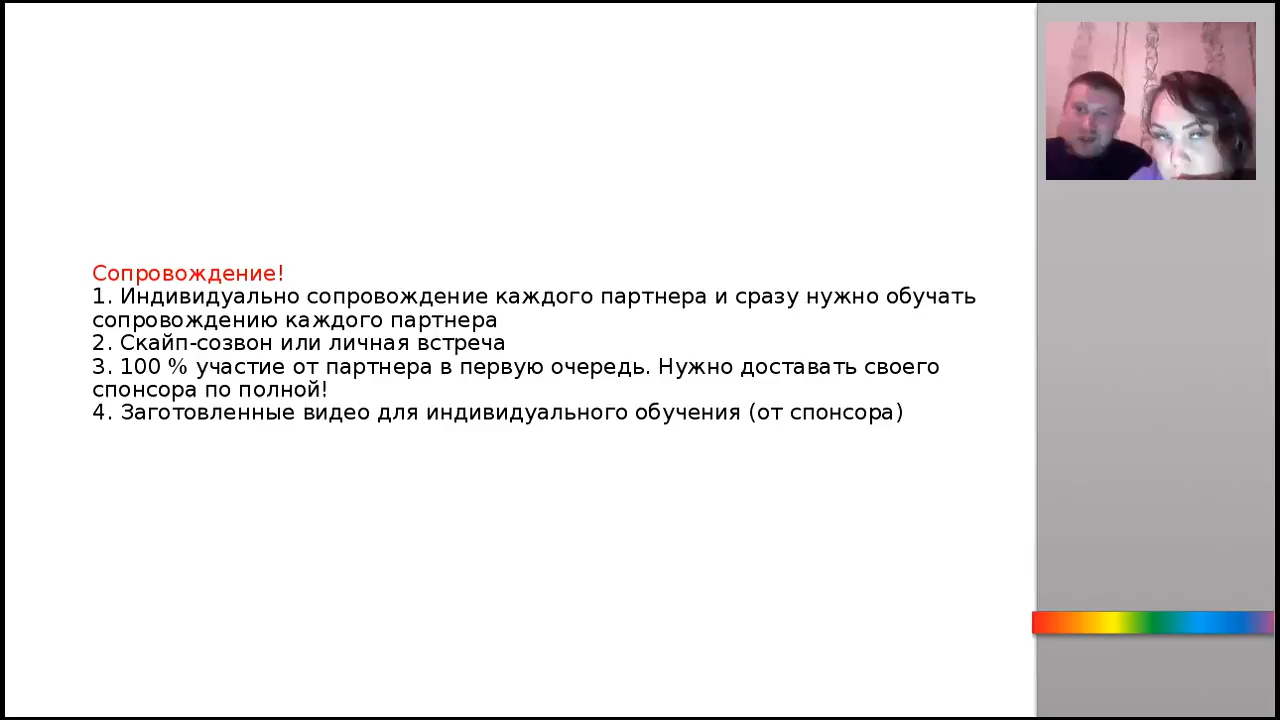 Сопровождение!
1. Индивидуально сопровождение каждого партнера и сразу нужно обучать
сопровождению каждого партнера
2. Скайп-созвон или личная встреча
3. 100 % участие от партнера в первую очередь. Нужно доставать своего
спонсора по полной!
4. Заготовленные видео для индивидуального обучения (от спонсора)